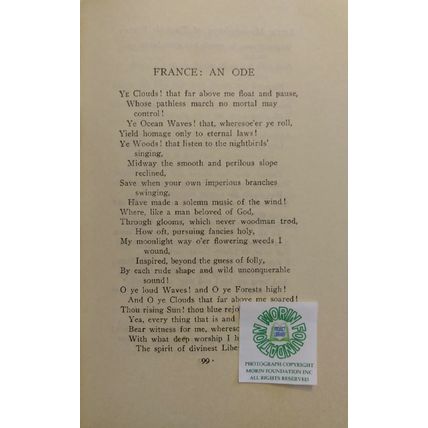 FRANCE: AN ODE
YE Clouds! that far above me float and pause,
Whose pathless march no mortal may
control!
Ye Ocean Waves! that, wheresoe'er ye roll,
Yield homage only to eternal laws!
Ye Woods! that listen to the nightbirds'
singing,
Midway the smooth and perilous slope
reclined,
Save when your own imperious branches
swinging,
Have made a solemn music of the wind!
Where, like a man beloved of God,
Through glooms, which never woodman trod,
How oft, pursuing fancies holy,
My moonlight way o'er flowering weeds I
wound,
Inspired, beyond the guess of folly,
By each rude shape and wild unconquerable
sound!
O ye loud Waves! and O ye Forests high!
And O ye Clouds that far above me soared!
Thou rising Sun! thou blue rejo
Yea, every thing that is and
Bear witness for me, wheresoe
With what deep worship I h
The spirit of divinest Libe
99
MORIN FOUNDATION
PROJECT LIBRARY
PHOTOGRAPH COPYRIGHT
MORIN FOUNDATION INC
ALL RIGHTS RESERVED